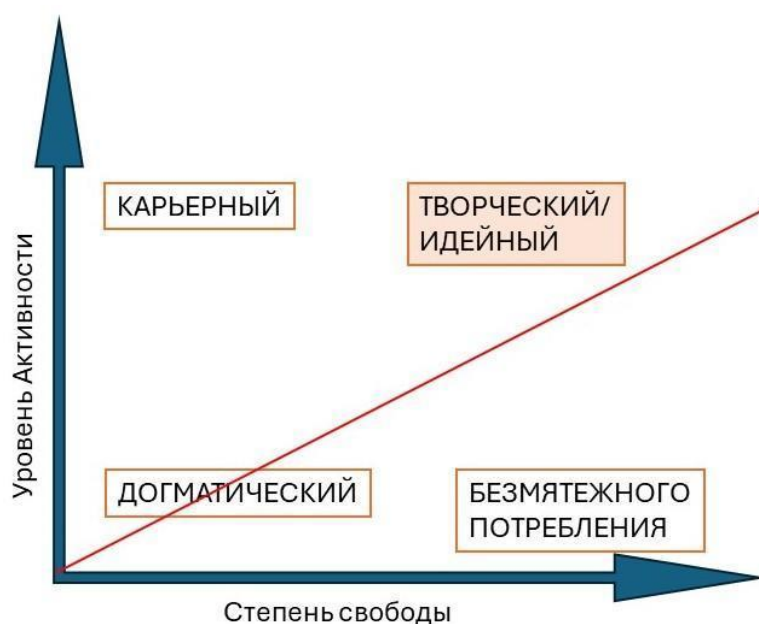 Уровень Активности
КАРЬЕРНЫЙ
ТВОРЧЕСКИЙ/
ИДЕЙНЫЙ
ДОГМАТИЧЕСКИЙ
БЕЗМЯТЕЖНОГО
ПОТРЕБЛЕНИЯ
Степень свободы